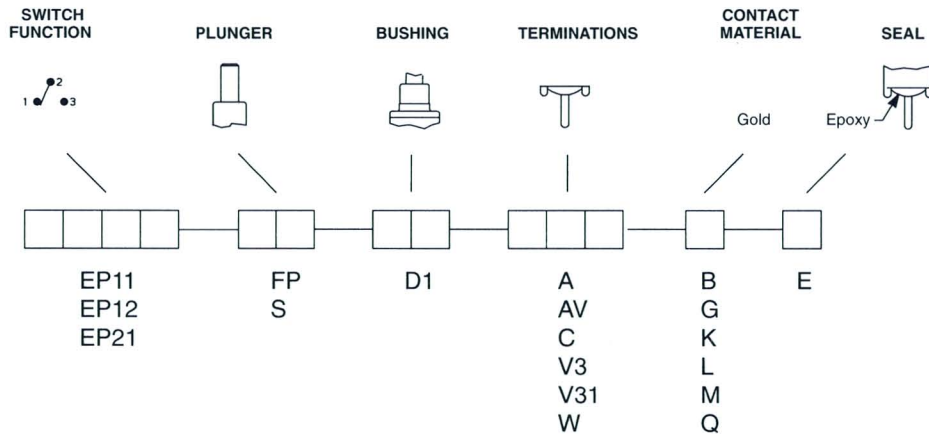 SWITCH
FUNCTION
PLUNGER
BUSHING
TERMINATIONS
CONTACT
MATERIAL
SEAL
1
2
3
Gold
Epoxy
EP11
EP12
EP21
FP
S
D1
A
AV
C
V3
V31
W
B
G
K
L
M
Q
E